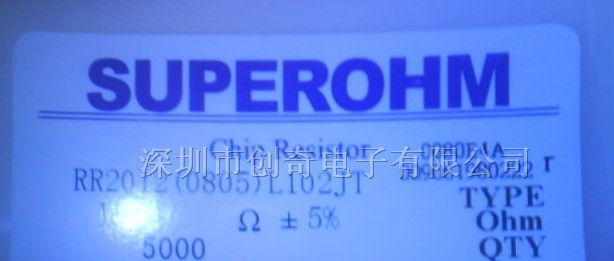 SUPEROHM
Chip Resistor
深圳市创奇电子有限公司
r
RR2012(0805)L102JT TYPE
Ω ± 5% Ohm
5000 QTY